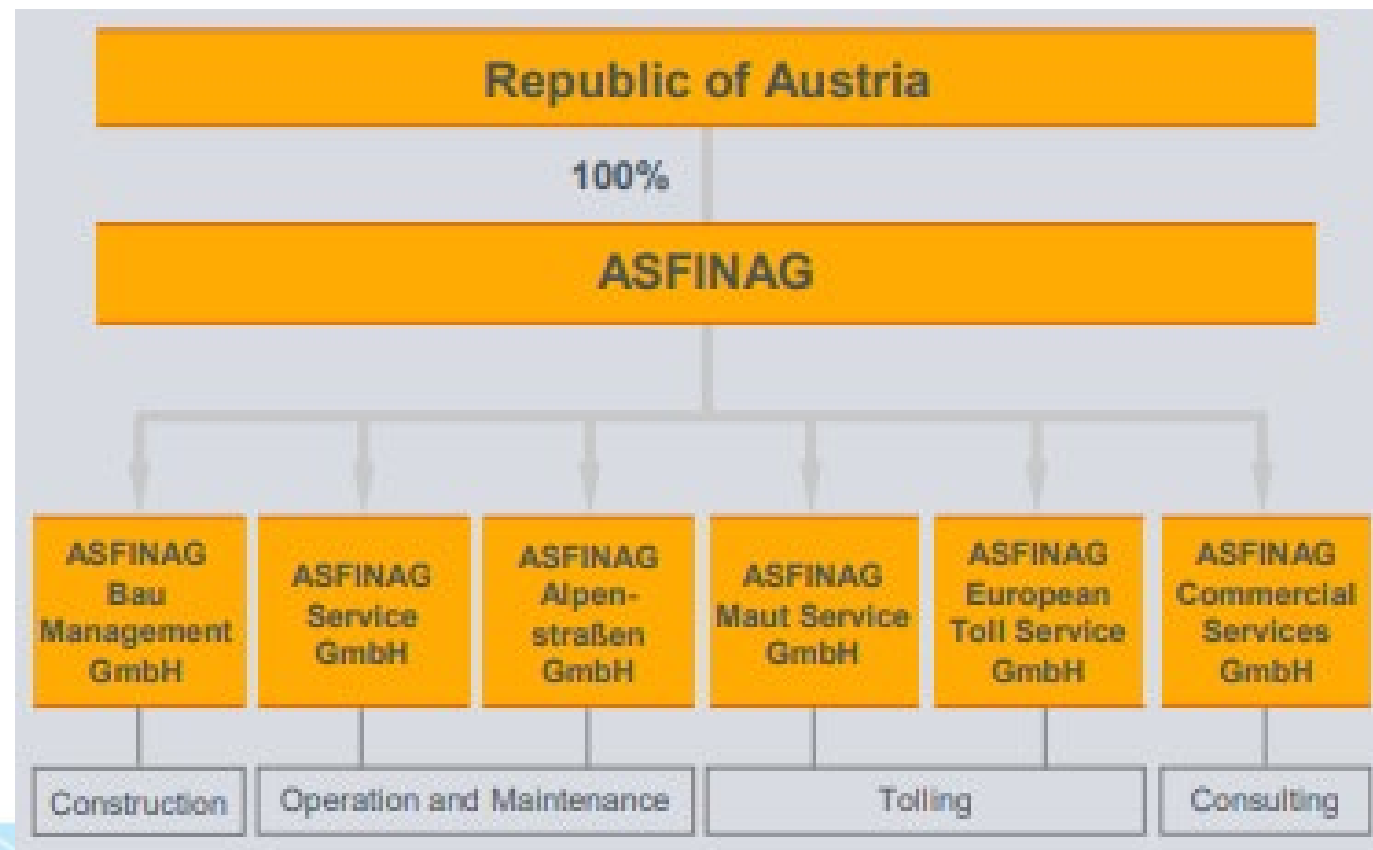 Republic of Austria
100%
ASFINAG
ASFINAG
Bau
Management
GmbH
ASFINAG
Service
GmbH
ASFINAG
Alpen-
straßen
GmbH
ASFINAG
Maut Service
GmbH
ASFINAG
European
Toll Service
GmbH
ASFINAG
Commercial
Services
GmbH
Construction
Operation and Maintenance
Tolling
Consulting